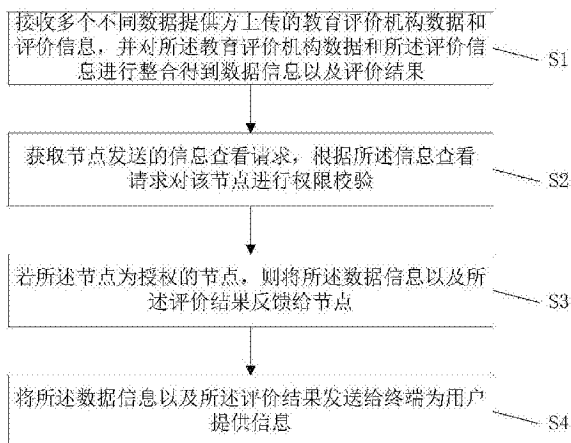 接收多个不同数据提供方上传的教育评价机构数据和
评价信息，并对所述教育评价机构数据和所述评价信
息进行整合得到数据信息以及评价结果
S1
获取节点发送的信息查看请求，根据所述信息查看
请求对该节点进行权限校验
S2
若所述节点为授权的节点，则将所述数据信息以及所
述评价结果反馈给节点
S3
将所述数据信息以及所述评价结果发送给终端为用户
提供信息
S4